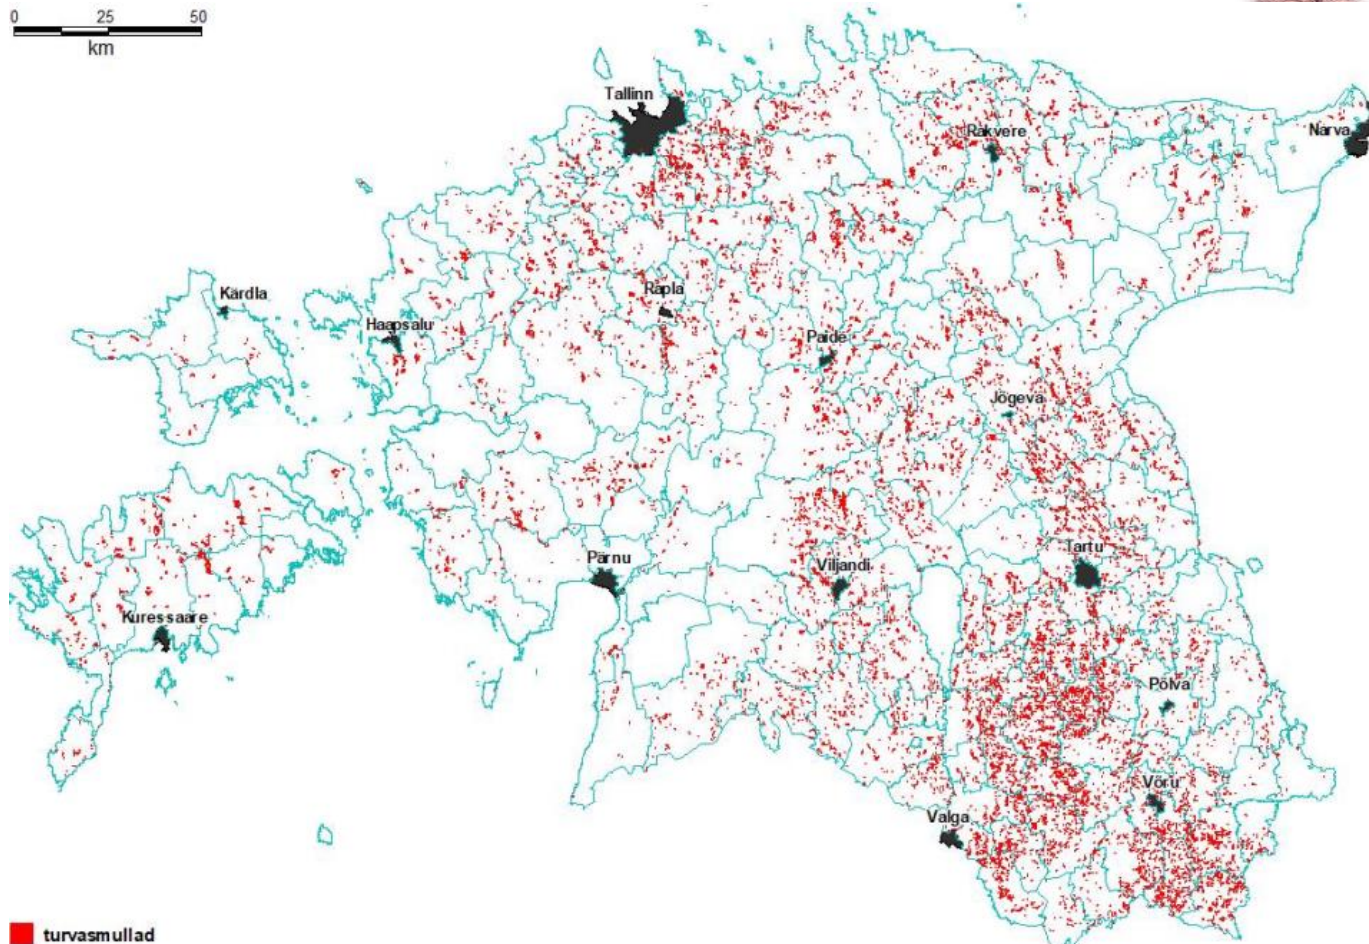 0 25 50
km
Tallinn
Rakvere
Narva
Kärdla
Rapla
Haapsalu
Paide
Jõgeva
Tartu
Pärnu
Viljandi
Kuressaare
Põlva
Võru
Valga
turvasmullad